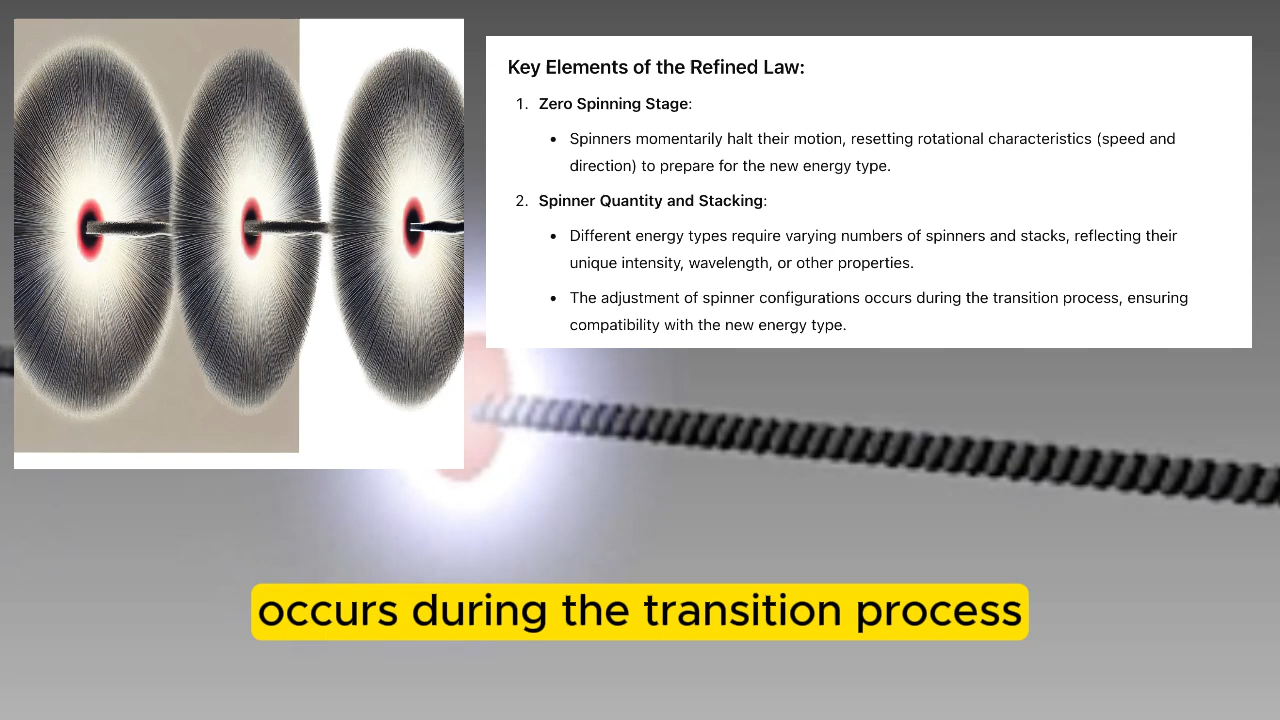 Key Elements of the Refined Law:
1. Zero Spinning Stage:
• Spinners momentarily halt their motion, resetting rotational characteristics (speed and
direction) to prepare for the new energy type.
2. Spinner Quantity and Stacking:
• Different energy types require varying numbers of spinners and stacks, reflecting their
unique intensity, wavelength, or other properties.
• The adjustment of spinner configurations occurs during the transition process, ensuring
compatibility with the new energy type.
occurs during the transition process